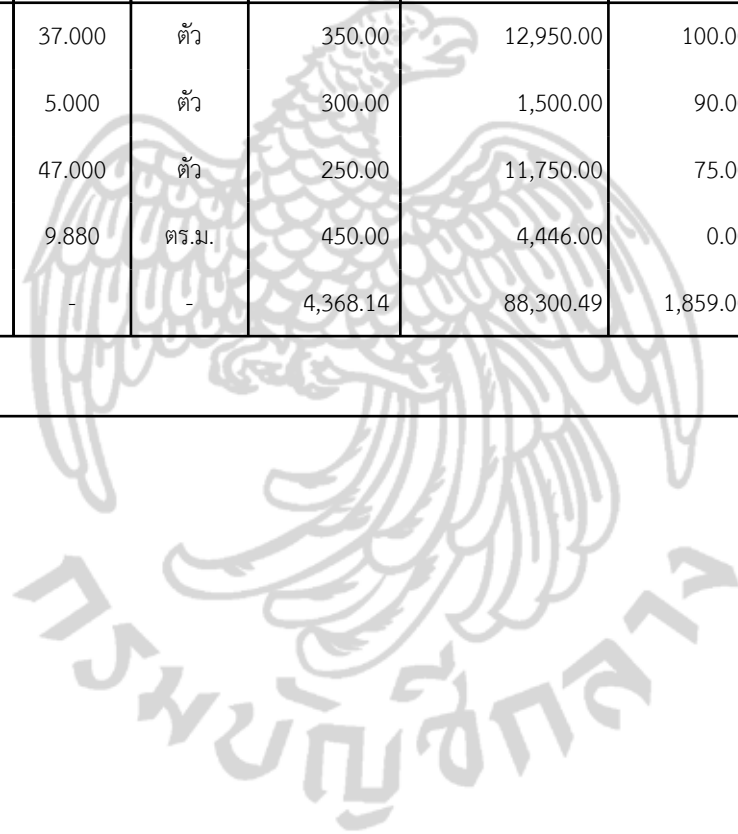 37.000 ตัว 350.00 12,950.00 100.0
5.000 ตัว 300.00 1,500.00 90.0
47.000 ตัว 250.00 11,750.00 75.0
9.880 ตร.ม. 450.00 4,446.00 0.0
- - 4,368.14 88,300.49 1,859.0
กรมบัญชีกลาง